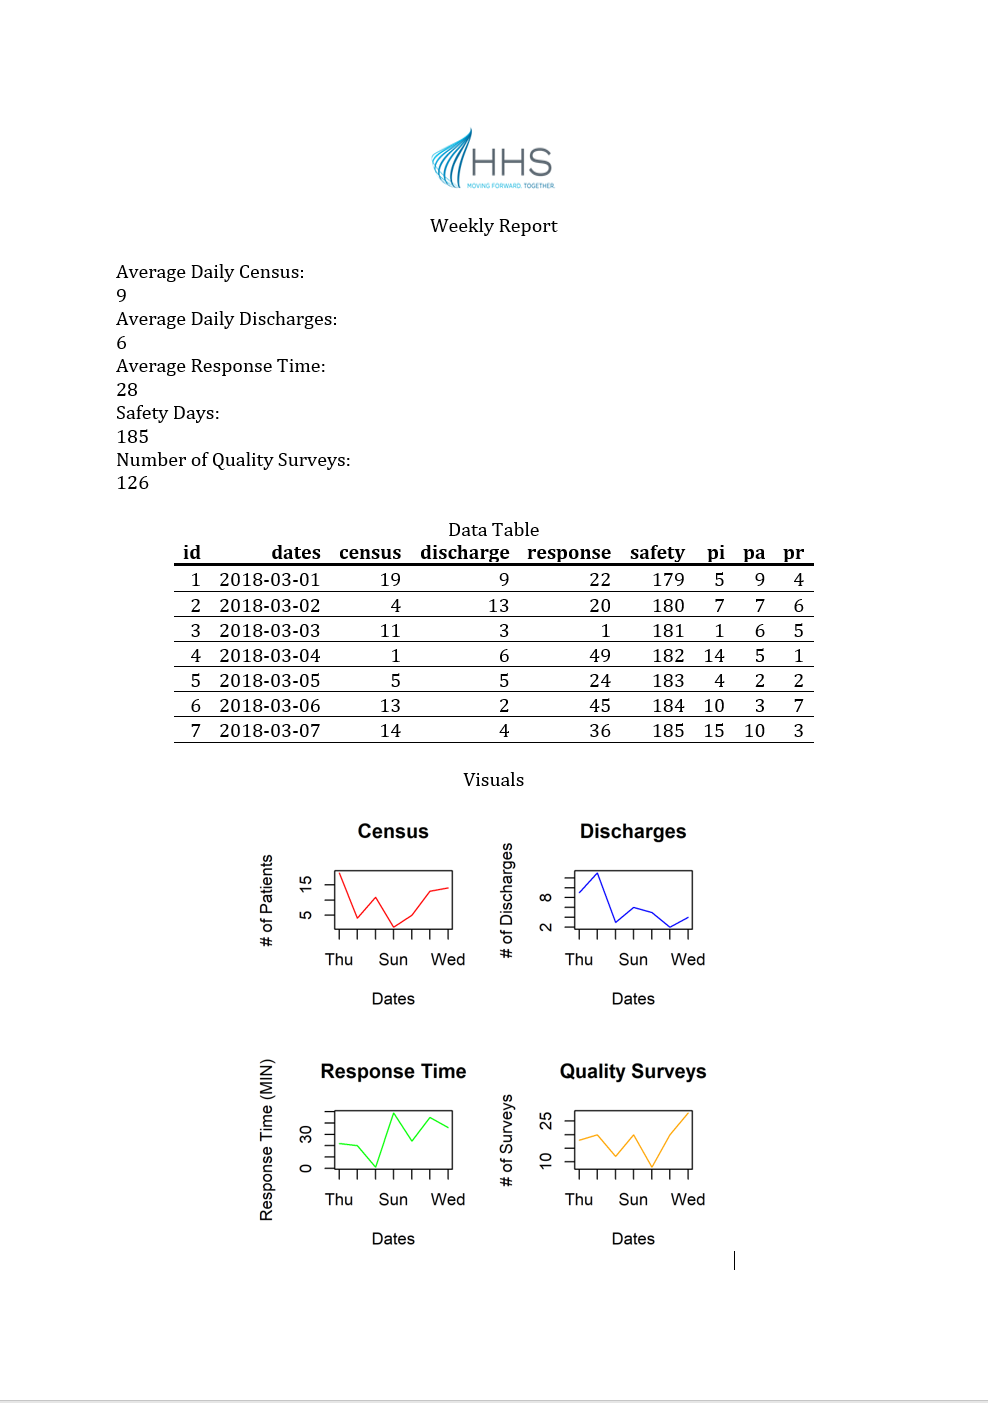 HHS
MOVING FORWARD. TOGETHER.
Weekly Report
Average Daily Census:
9
Average Daily Discharges:
6
Average Response Time:
28
Safety Days:
185
Number of Quality Surveys:
126
Data Table
id dates census discharge response safety pi pa pr
1 2018-03-01 19 9 22 179 5 9 4
2 2018-03-02 4 13 20 180 7 7 6
3 2018-03-03 11 3 1 181 1 6 5
4 2018-03-04 1 6 49 182 14 5 1
5 2018-03-05 5 5 24 183 4 2 2
6 2018-03-06 13 2 45 184 10 3 7
7 2018-03-07 14 4 36 185 15 10 3
Visuals
Census
# of Patients
15
5
Thu Sun Wed
Dates
Discharges
# of Discharges
8
2
Thu Sun Wed
Dates
Response Time
Response Time (MIN)
30
0
Thu Sun Wed
Dates
Quality Surveys
# of Surveys
25
10
Thu Sun Wed
Dates